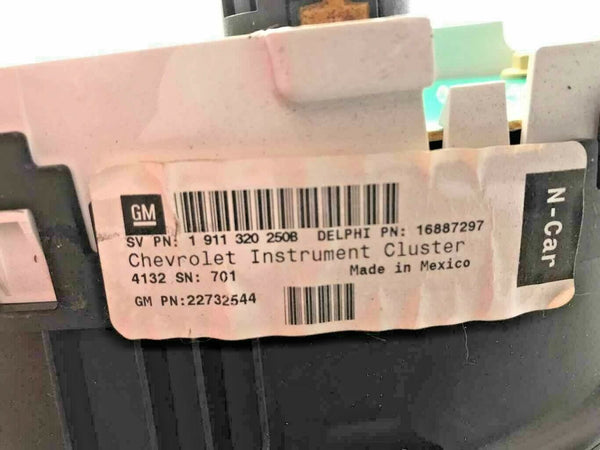 GM
SV PN: 1 911 320 250B DELPHI PN: 16887297
Chevrolet Instrument Cluster
4132 SN: 701 Made in Mexico
GM PN:22732544
N-Car